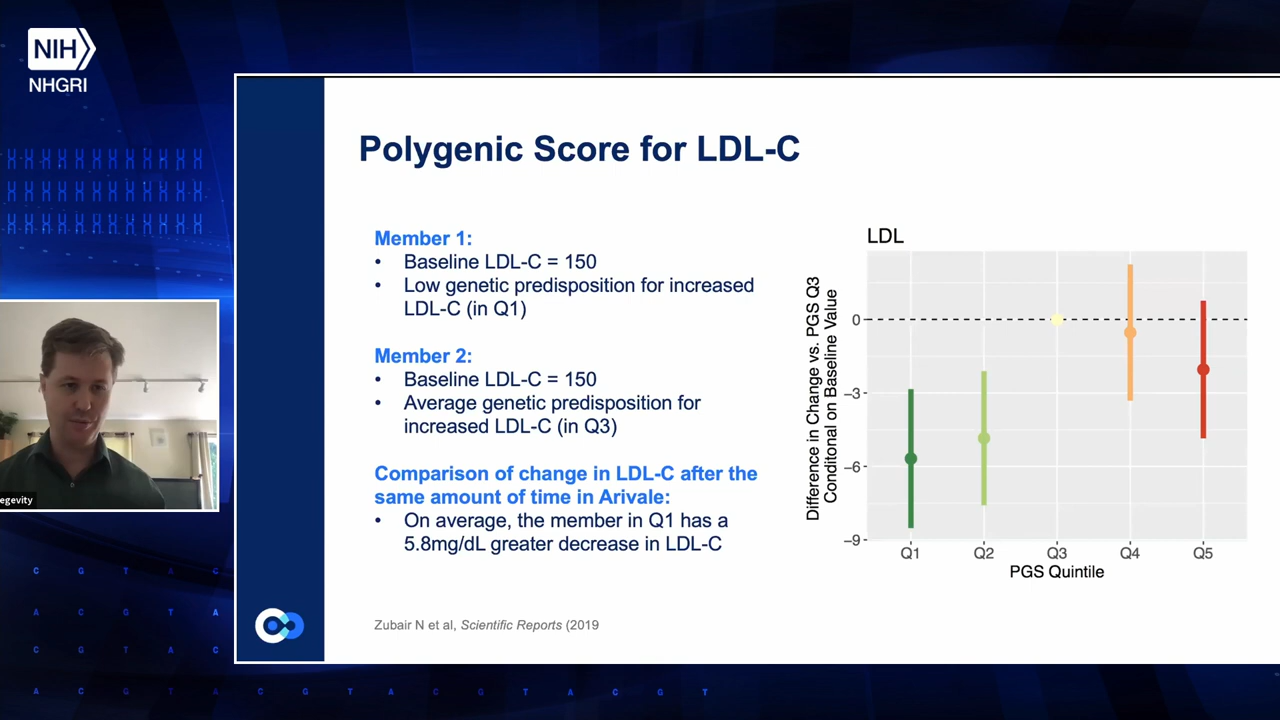 NIH
NHGRI
Polygenic Score for LDL-C
Member 1:
• Baseline LDL-C = 150
• Low genetic predisposition for increased
LDL-C (in Q1)
Member 2:
• Baseline LDL-C = 150
• Average genetic predisposition for
increased LDL-C (in Q3)
Comparison of change in LDL-C after the
same amount of time in Arivale:
• On average, the member in Q1 has a
5.8mg/dL greater decrease in LDL-C
Zubair N et al, Scientific Reports (2019
LDL
Difference in Change vs. PGS Q3
Conditonal on Baseline Value
0
−3
−6
−9
Q1 Q2 Q3 Q4 Q5
PGS Quintile
egevity
C G T A C
A C G T A
C G T A C
A C G T A C G T A C G T A C G T